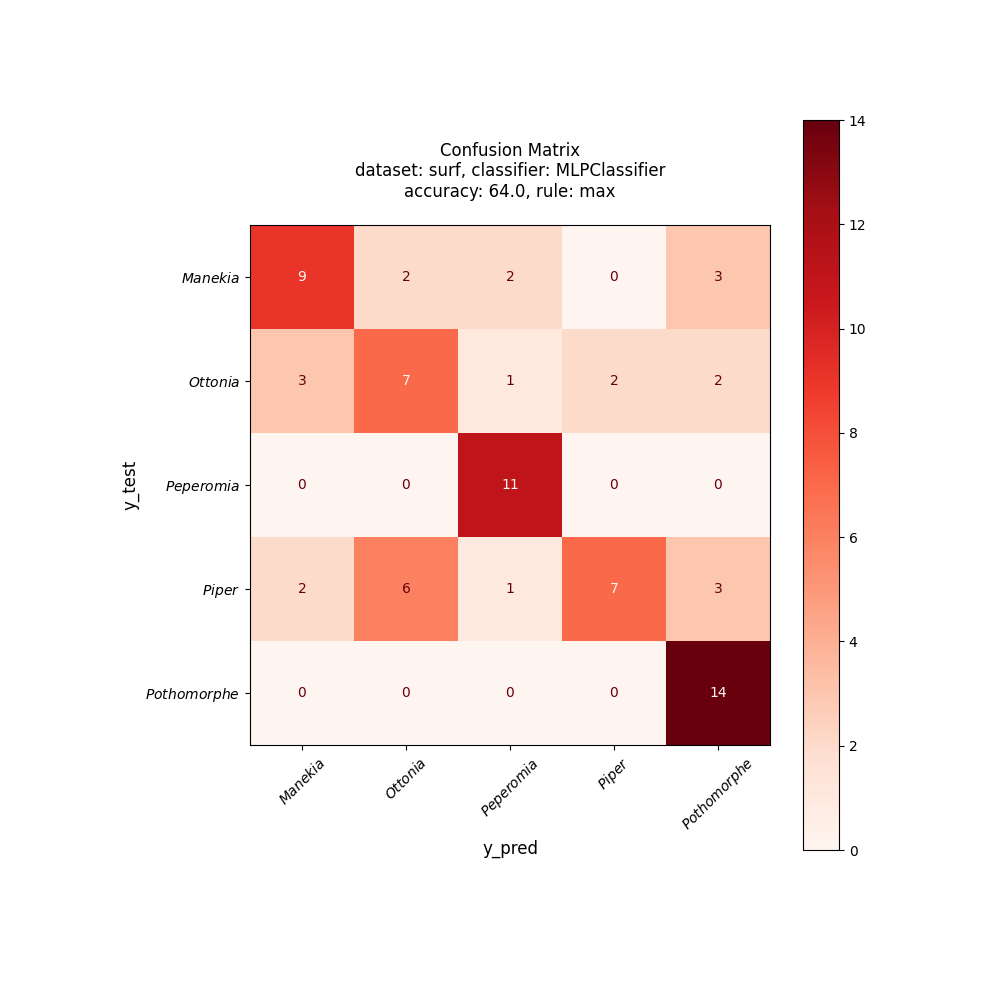 Confusion Matrix
dataset: surf, classifier: MLPClassifier
accuracy: 64.0, rule: max
y_test
Manekia 9 2 2 0 3
Ottonia 3 7 1 2 2
Peperomia 0 0 11 0 0
Piper 2 6 1 7 3
Pothomorphe 0 0 0 0 14
Manekia Ottonia Peperomia Piper Pothomorphe
y_pred
14
12
10
8
6
4
2
0